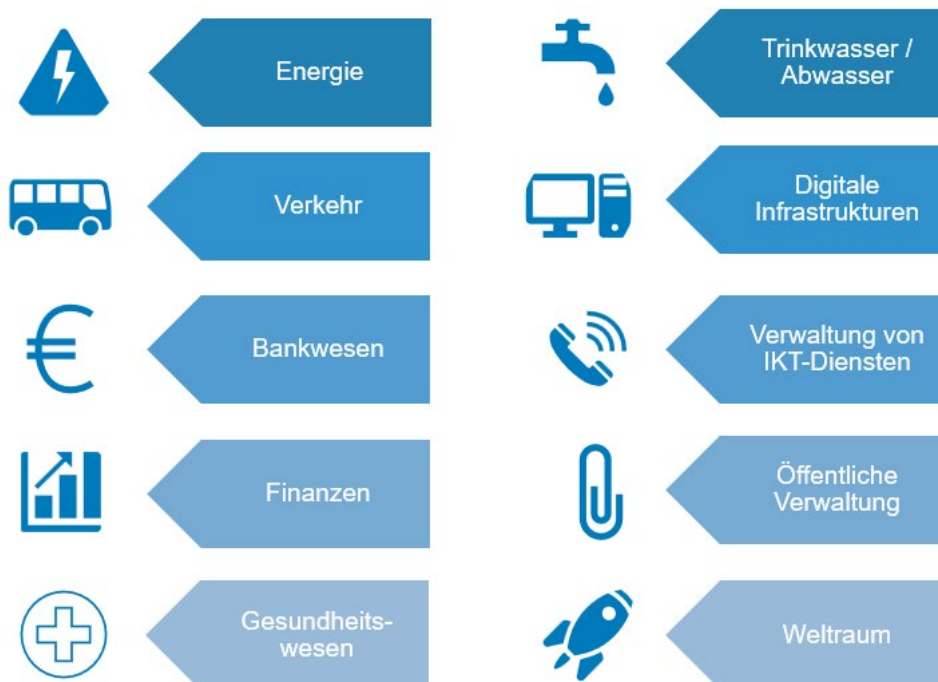 Energie
Trinkwasser /
Abwasser
Verkehr
Digitale
Infrastrukturen
Bankwesen
Verwaltung von
IKT-Diensten
Finanzen
Öffentliche
Verwaltung
Gesundheits-
wesen
Weltraum